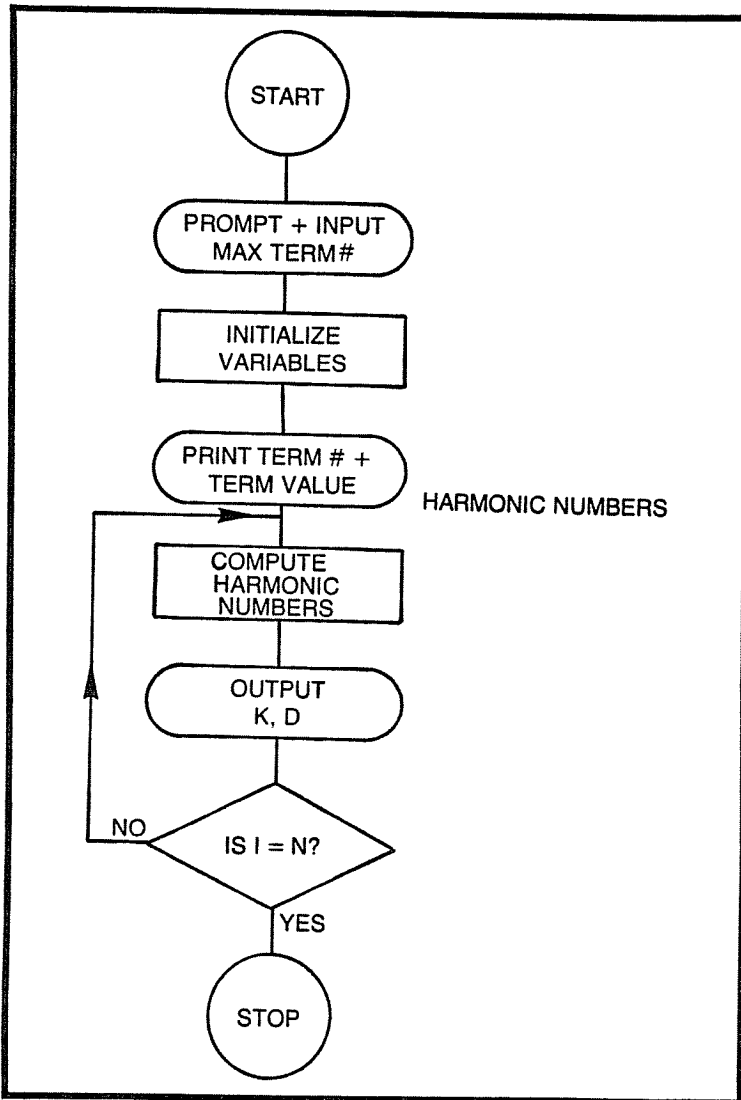 START
PROMPT + INPUT
MAX TERM #
INITIALIZE
VARIABLES
PRINT TERM # +
TERM VALUE
HARMONIC NUMBERS
COMPUTE
HARMONIC
NUMBERS
OUTPUT
K, D
NO
IS I = N?
YES
STOP